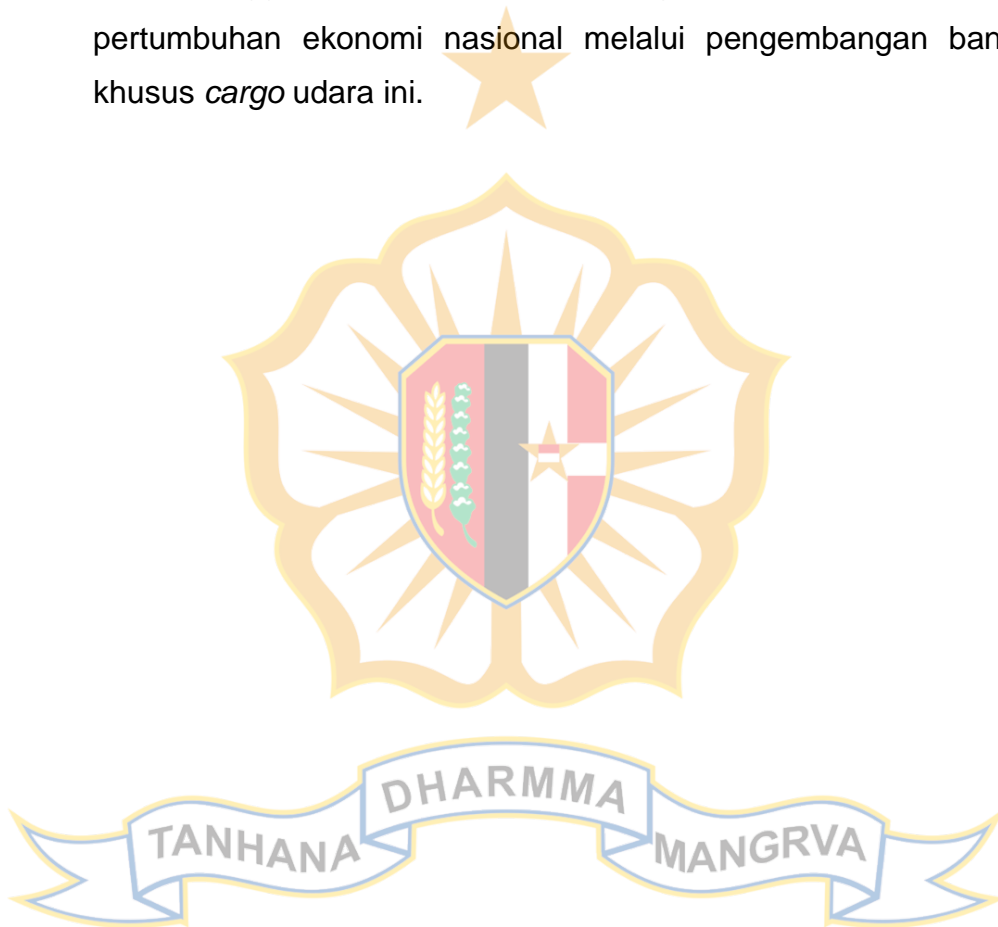 pertumbuhan ekonomi nasional melalui pengembangan ban
khusus cargo udara ini.
DHARMMA
TANHANA
MANGRVA